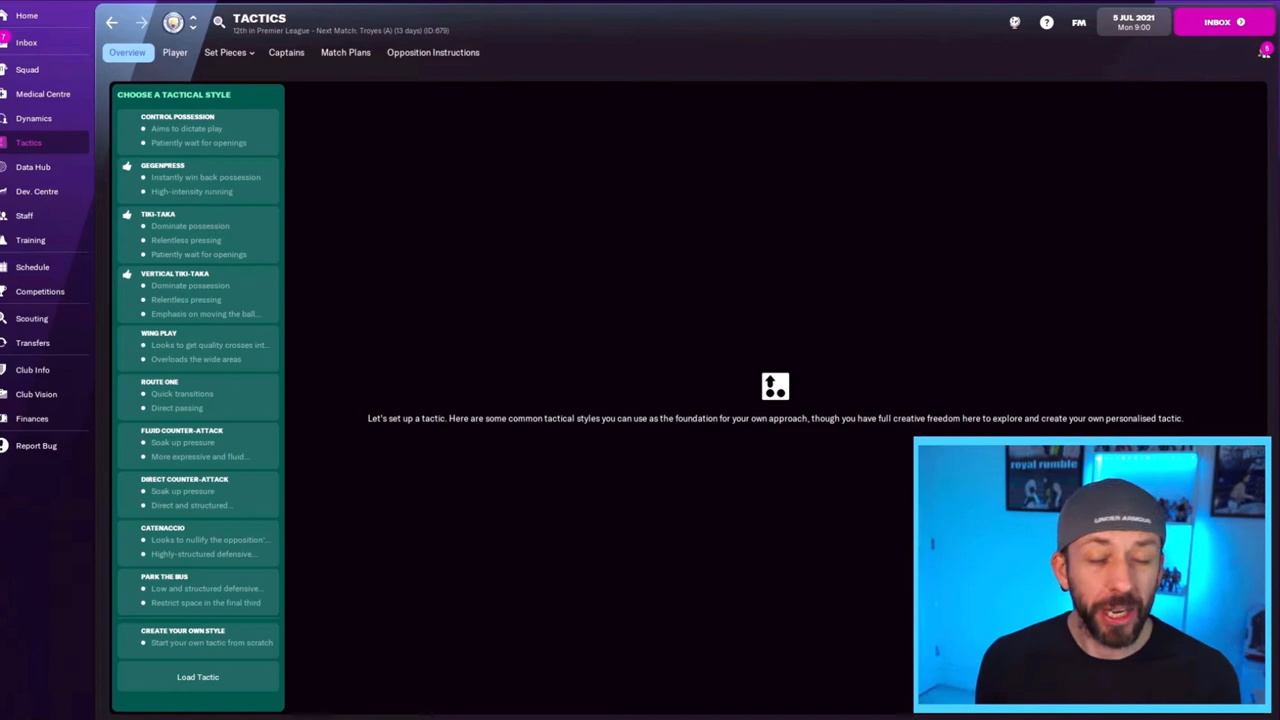 Home
7
Inbox
Squad
Medical Centre
Dynamics
Tactics
Data Hub
Dev. Centre
Staff
Training
Schedule
Competitions
Scouting
Transfers
Club Info
Club Vision
Finances
Report Bug
TACTICS
12th in Premier League - Next Match: Troyes (A) (13 days) (ID:679)
?
FM
5 JUL 2021
Mon 9:00
INBOX
Overview
Player
Set Pieces
Captains
Match Plans
Opposition Instructions
6
CHOOSE A TACTICAL STYLE
CONTROL POSSESSION
Aims to dictate play
Patiently wait for openings
GEGENPRESS
Instantly win back possession
High-intensity running
TIKI-TAKA
Dominate possession
Relentless pressing
Patiently wait for openings
VERTICAL TIKI-TAKA
Dominate possession
Relentless pressing
Emphasis on moving the ball...
WING PLAY
Looks to get quality crosses int...
Overloads the wide areas
ROUTE ONE
Quick transitions
Direct passing
FLUID COUNTER-ATTACK
Soak up pressure
More expressive and fluid...
DIRECT COUNTER-ATTACK
Soak up pressure
Direct and structured...
CATENACCIO
Looks to nullify the opposition'...
Highly-structured defensive...
PARK THE BUS
Low and structured defensive...
Restrict space in the final third
CREATE YOUR OWN STYLE
Start your own tactic from scratch
Load Tactic
Let's set up a tactic. Here are some common tactical styles you can use as the foundation for your own approach, though you have full creative freedom here to explore and create your own personalised tactic.
royal rumble
UNDER ARMOUR